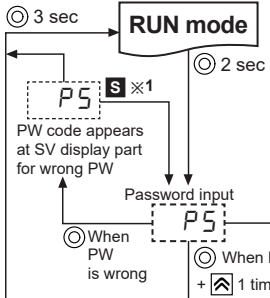 ◎ 3 sec
RUN mode
◎ 2 sec
PS
S ※1
PW code appears
at SV display part
for wrong PW
Password input
PS
◎ When
PW
is wrong
◎ When
+ 1 tim